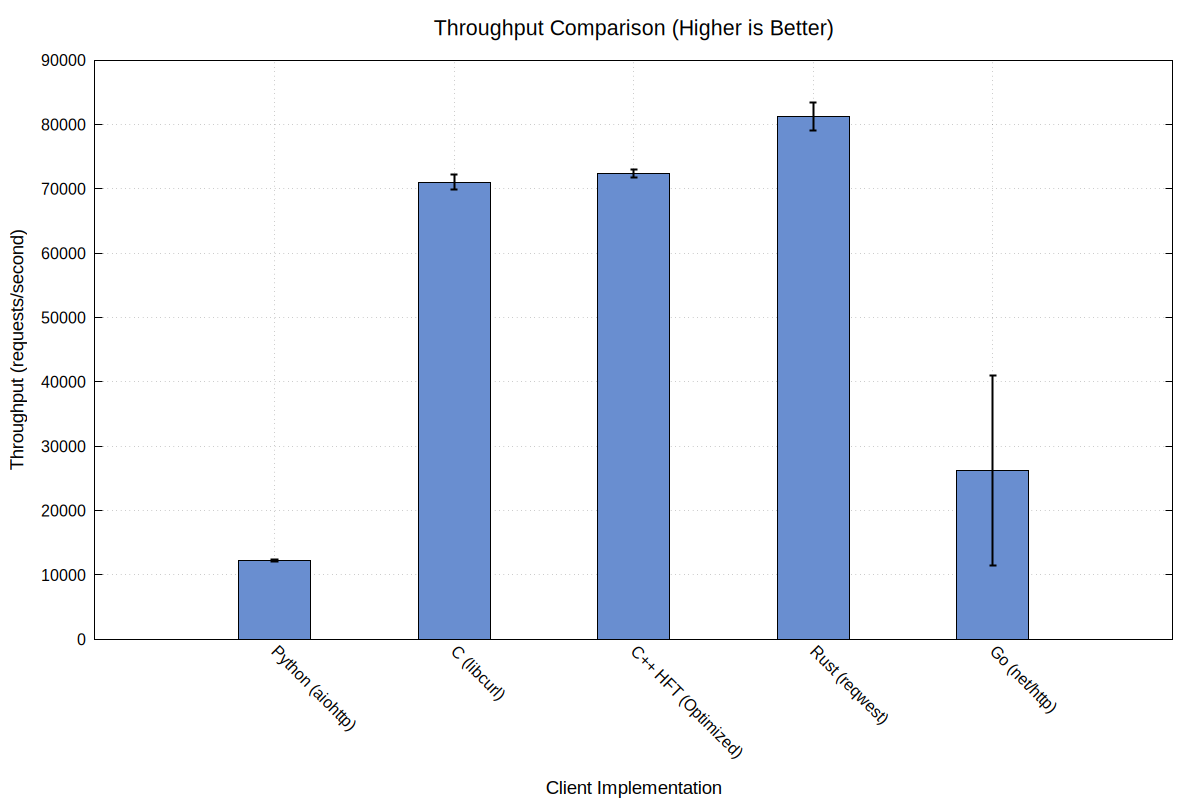 Throughput Comparison (Higher is Better)
Throughput (requests/second)
90000
80000
70000
60000
50000
40000
30000
20000
10000
0
Python (aiohttp)
C (libcurl)
C++ HFT (Optimized)
Rust (reqwest)
Go (net/http)
Client Implementation